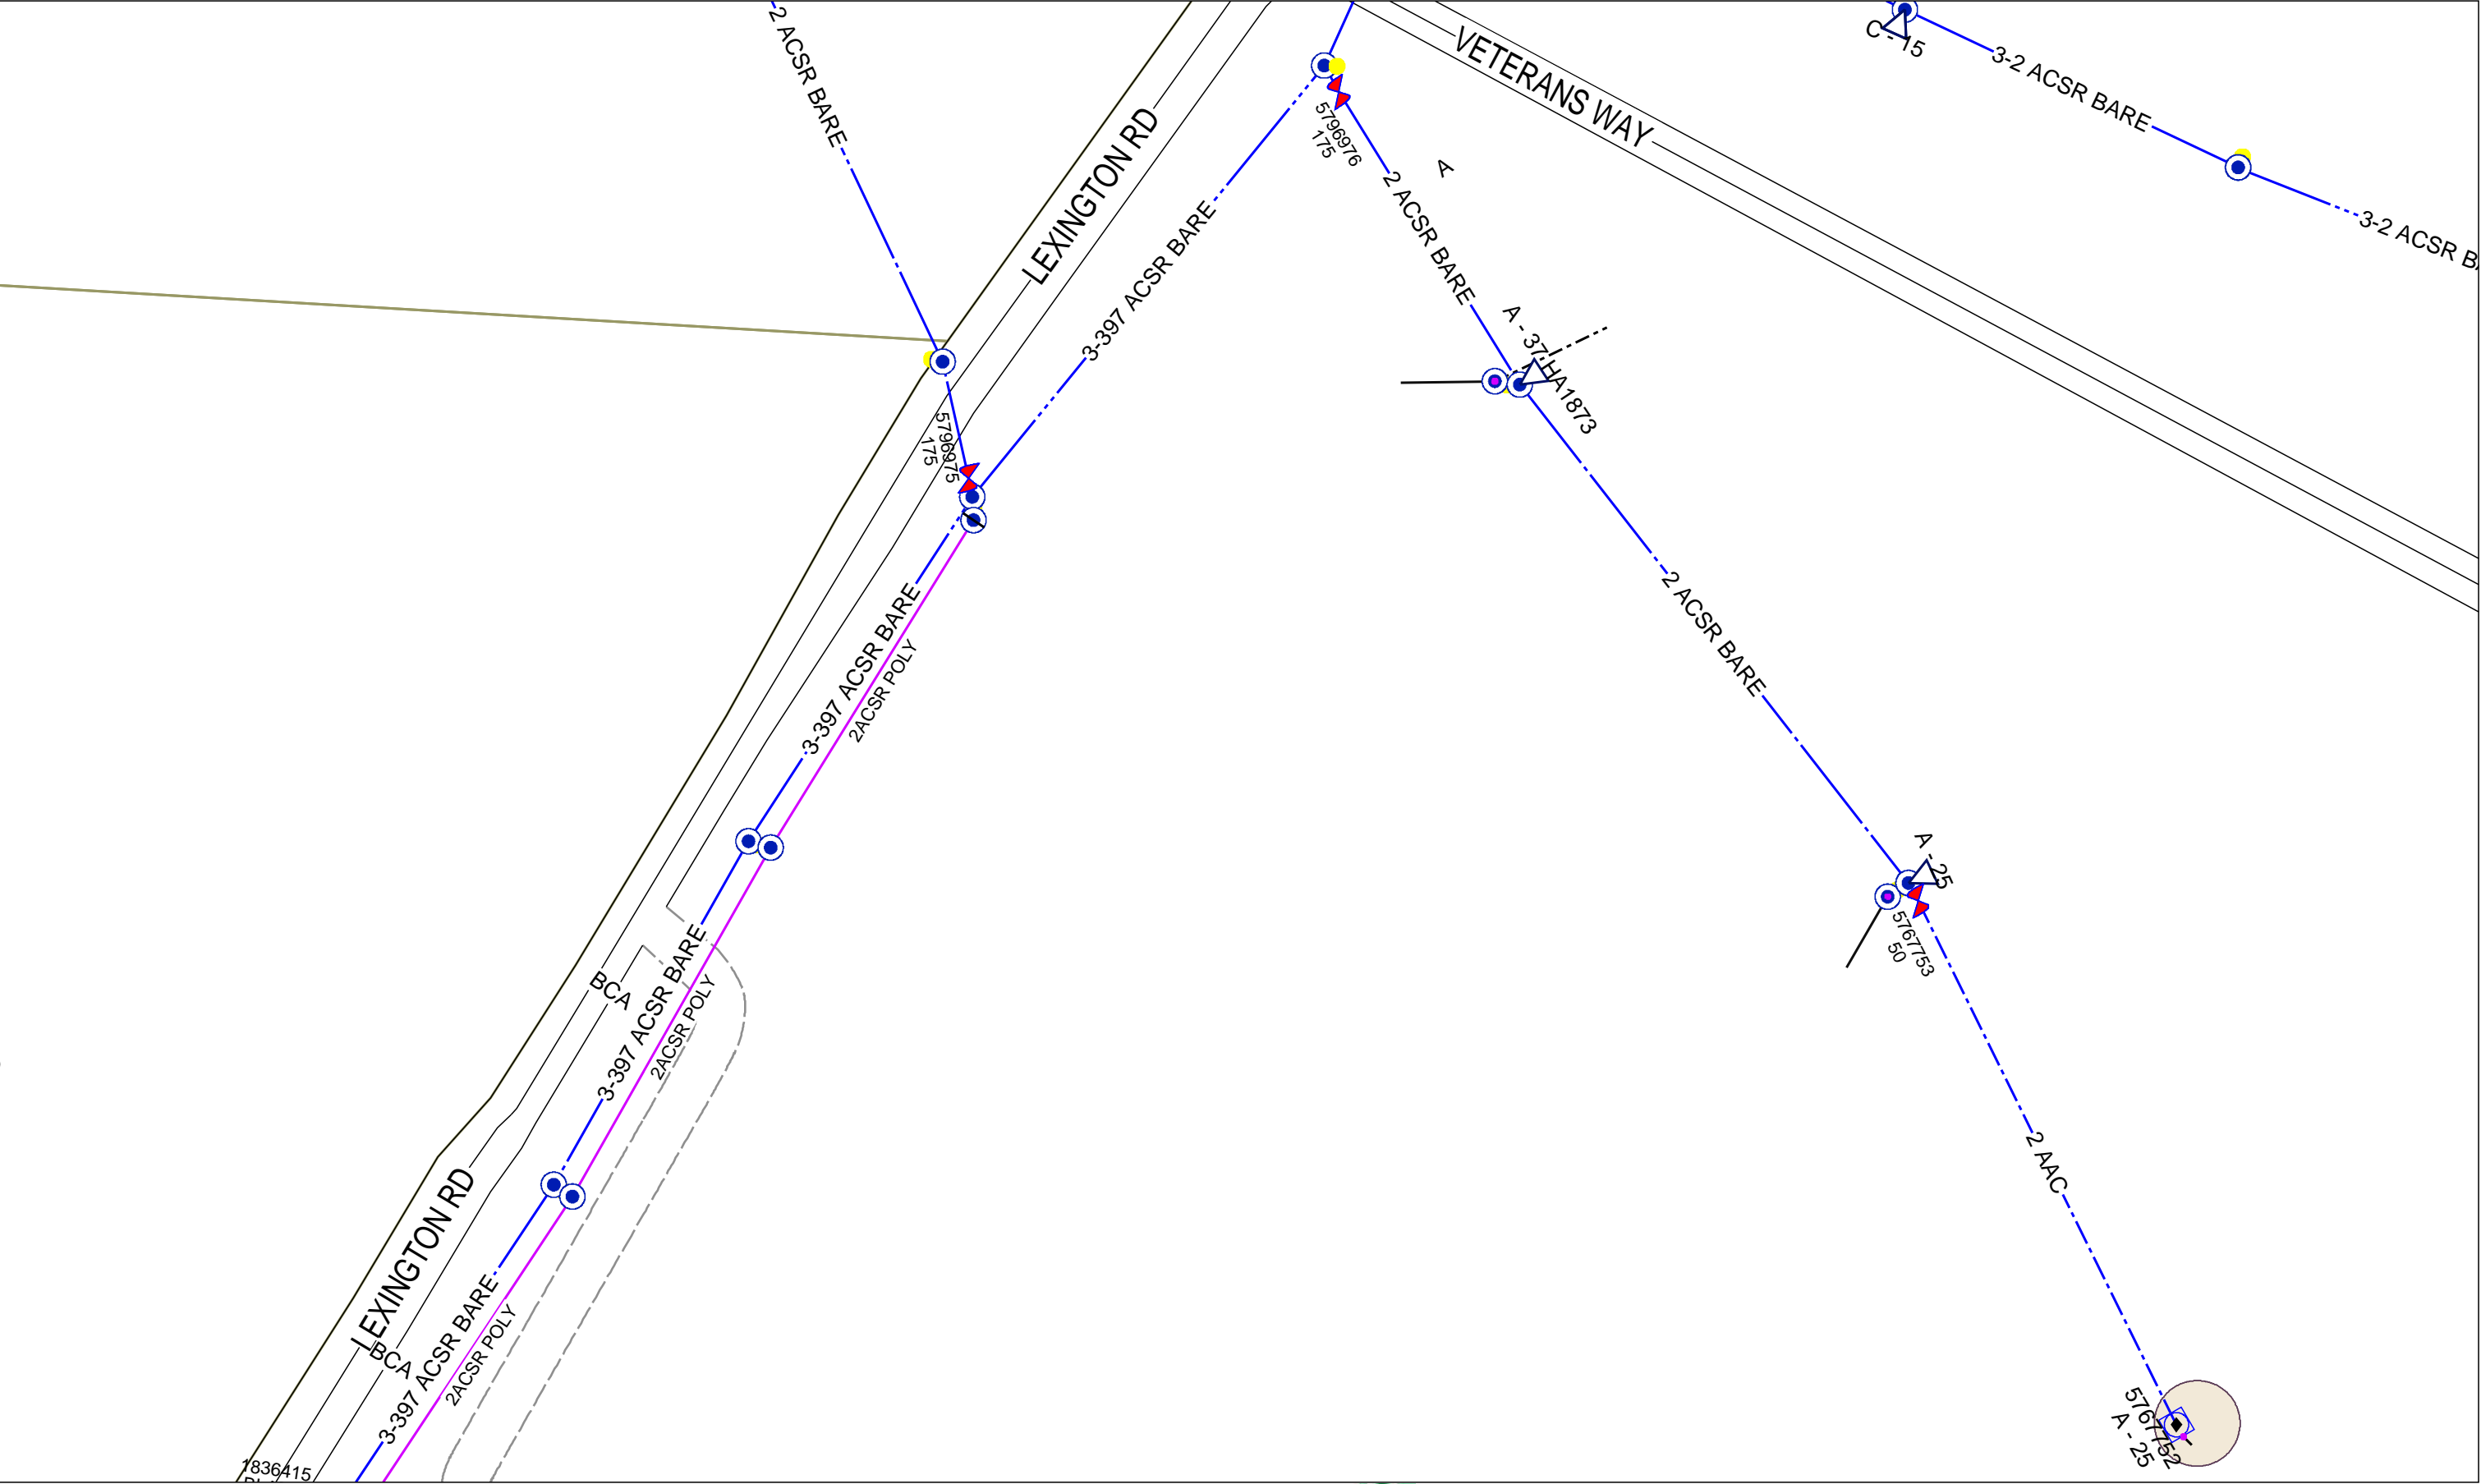 2 ACSR BARE
VETERANS WAY
C - 15
3-2 ACSR BARE
3-2 ACSR BA
LEXINGTON RD
5796976
175
A
2 ACSR BARE
3-397 ACSR BARE
A - 37-HA1873
5796975
175
3-397 ACSR BARE
2ACSR POLY
2 ACSR BARE
A - 25
5767753
50
BCA
3-397 ACSR BARE
2ACSR POLY
2 AAC
LEXINGTON RD
BCA
3-397 ACSR BARE
2ACSR POLY
5767752
A - 25
1836415